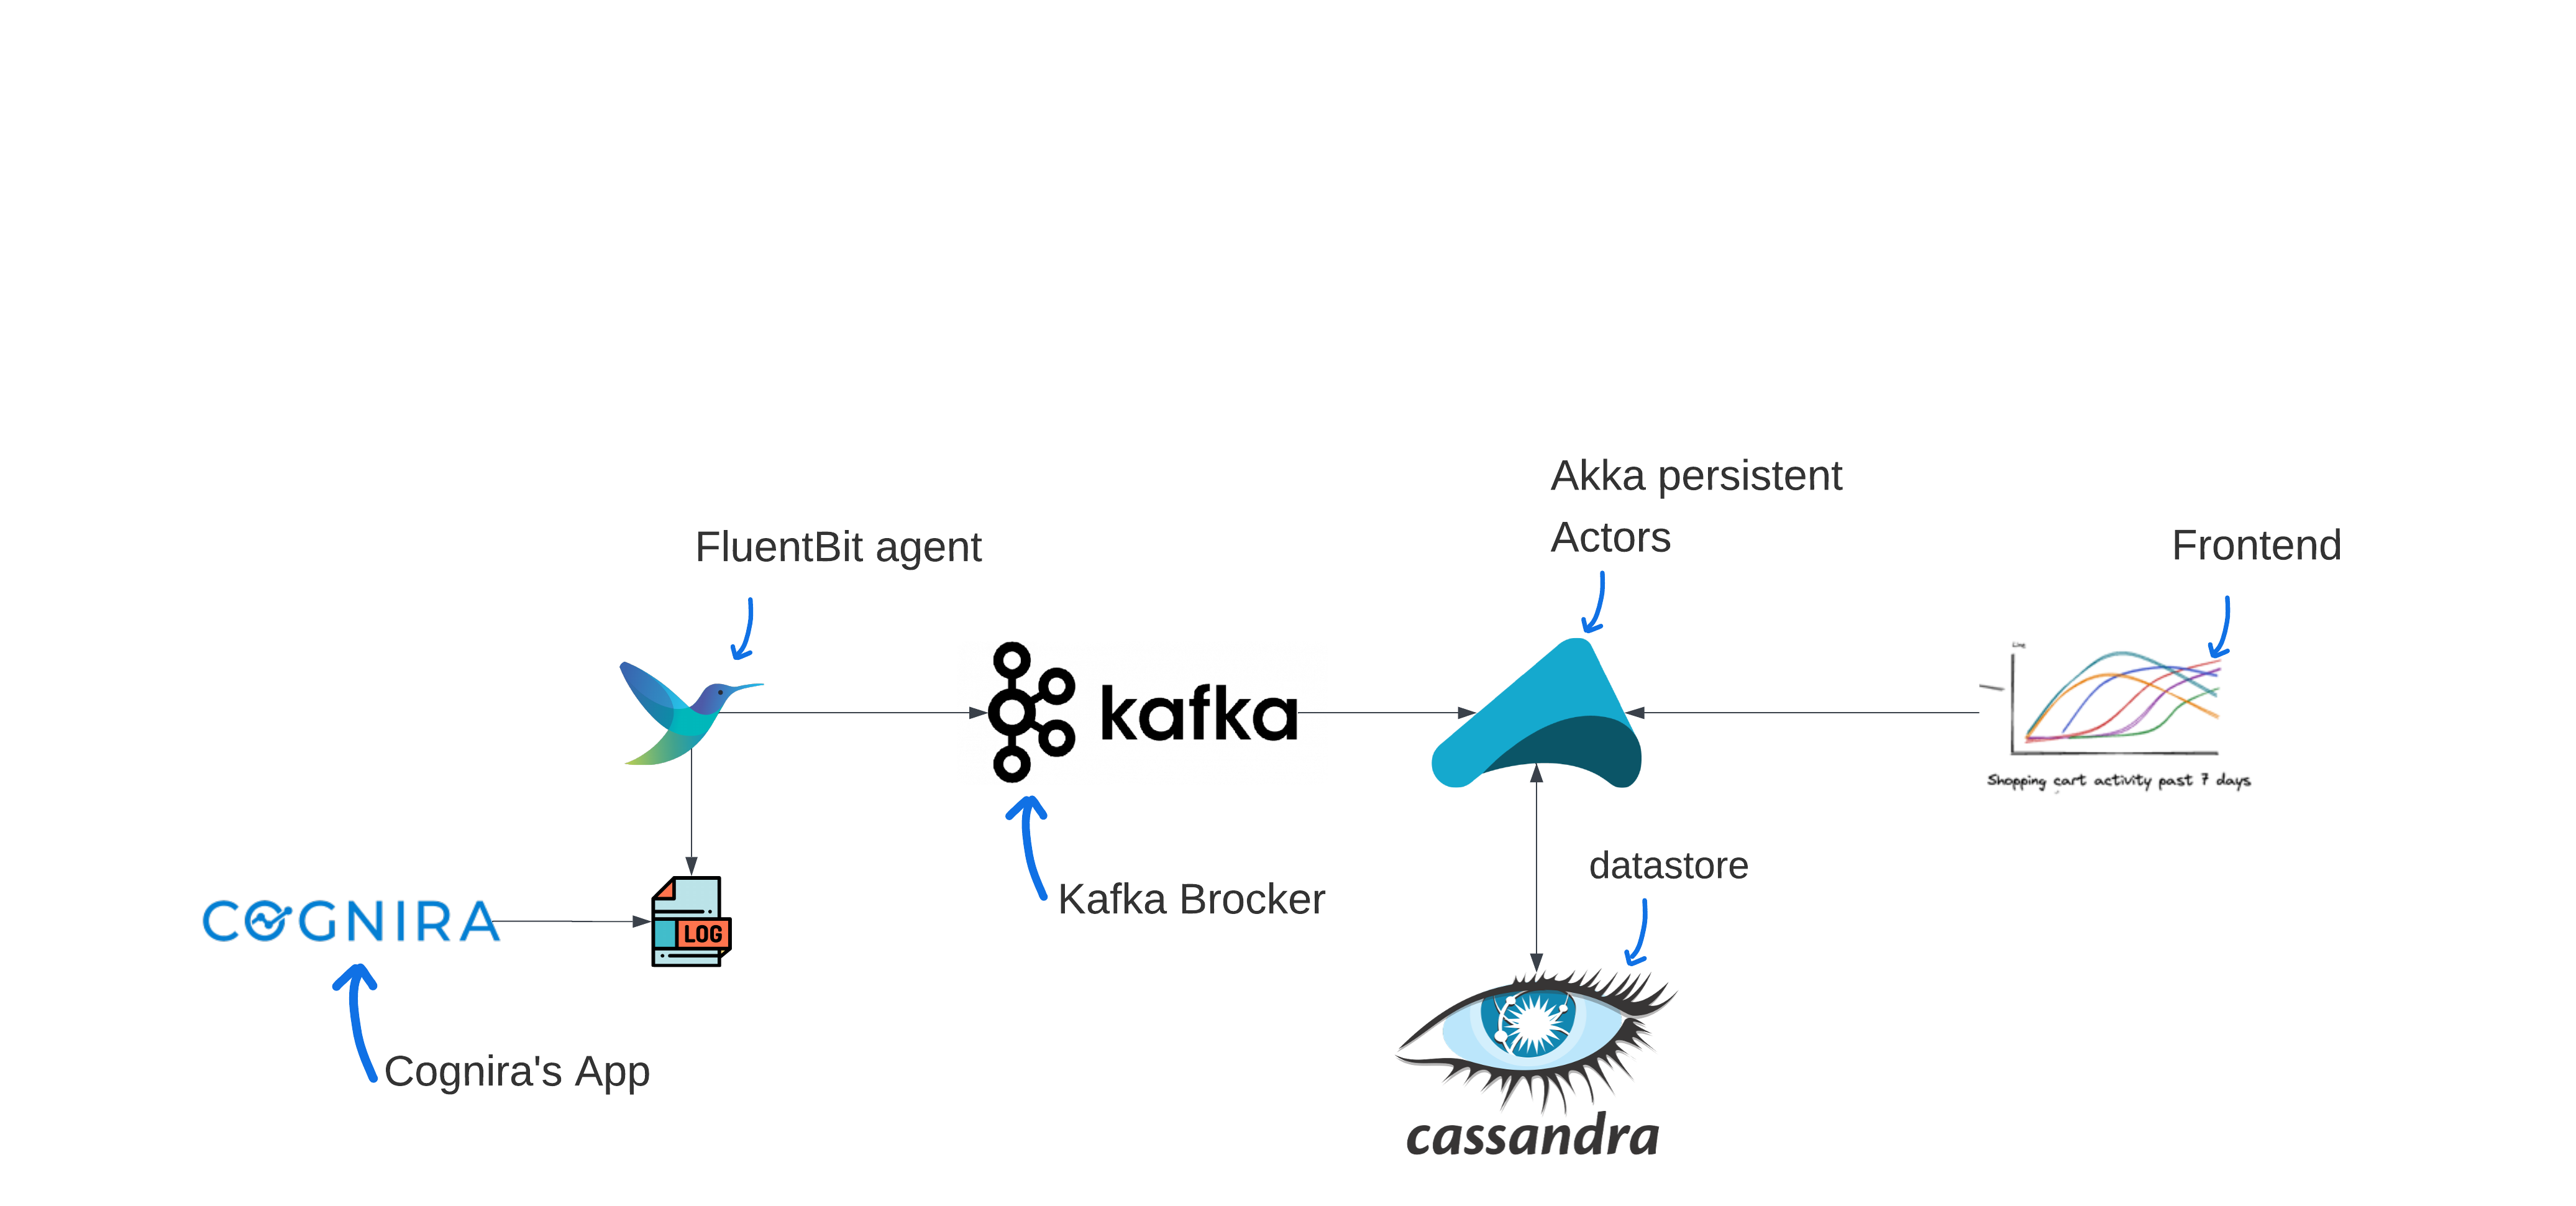 Akka persistent
Actors
FluentBit agent
Frontend
Line
kafka
Shopping cart activity past 7 days
datastore
Kafka Brocker
COGNIRA
LOG
Cognira's App
cassandra